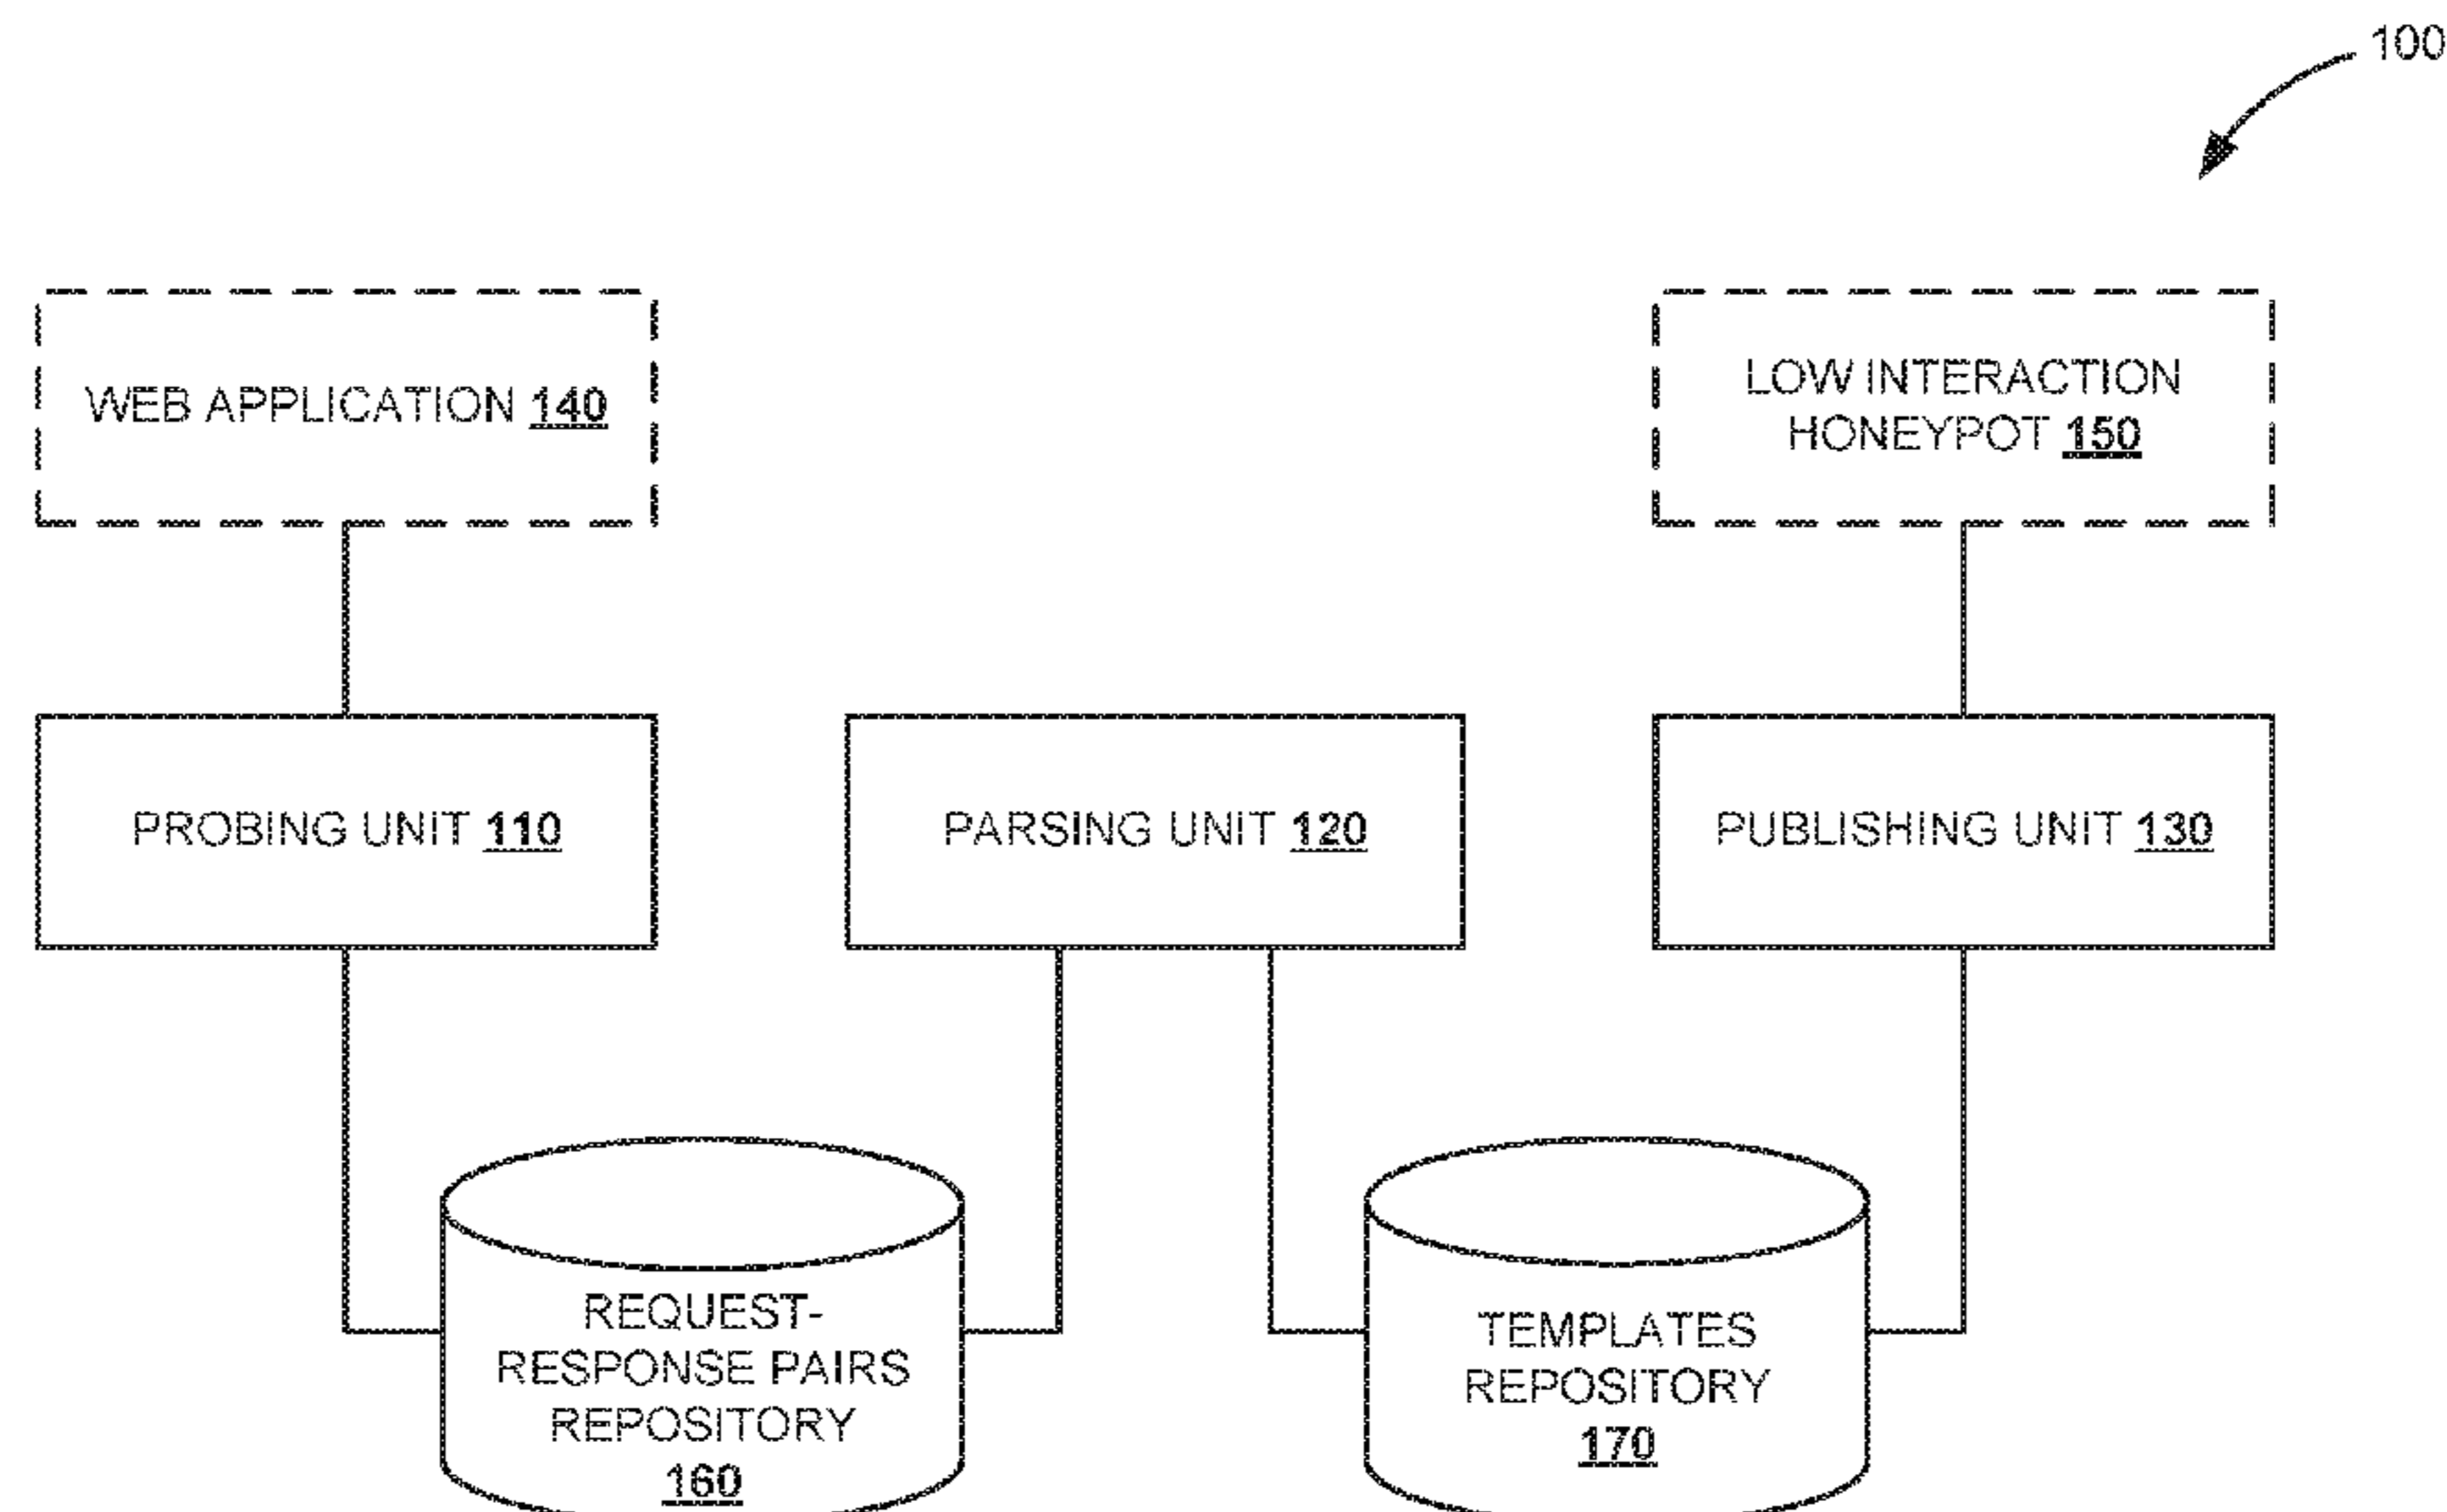 100
WEB APPLICATION 140
LOW INTERACTION
HONEYPOT 150
PROBING UNIT 110
PARSING UNIT 120
PUBLISHING UNIT 130
REQUEST-
RESPONSE PAIRS
REPOSITORY
160
TEMPLATES
REPOSITORY
170